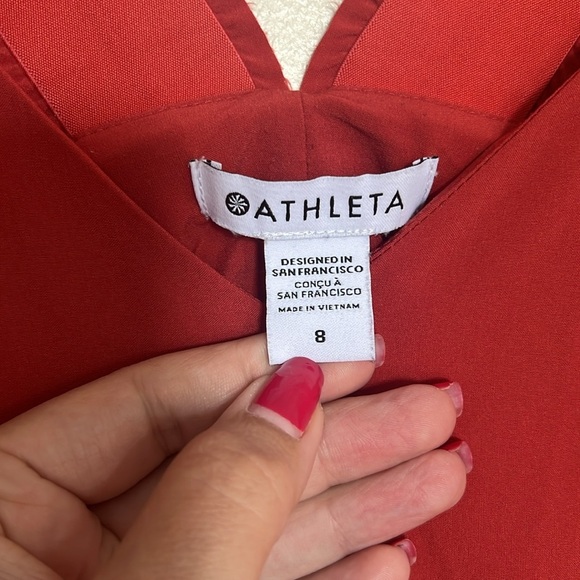 ATHLETA
DESIGNED IN
SAN FRANCISCO
CONÇU À
SAN FRANCISCO
MADE IN VIETNAM
8